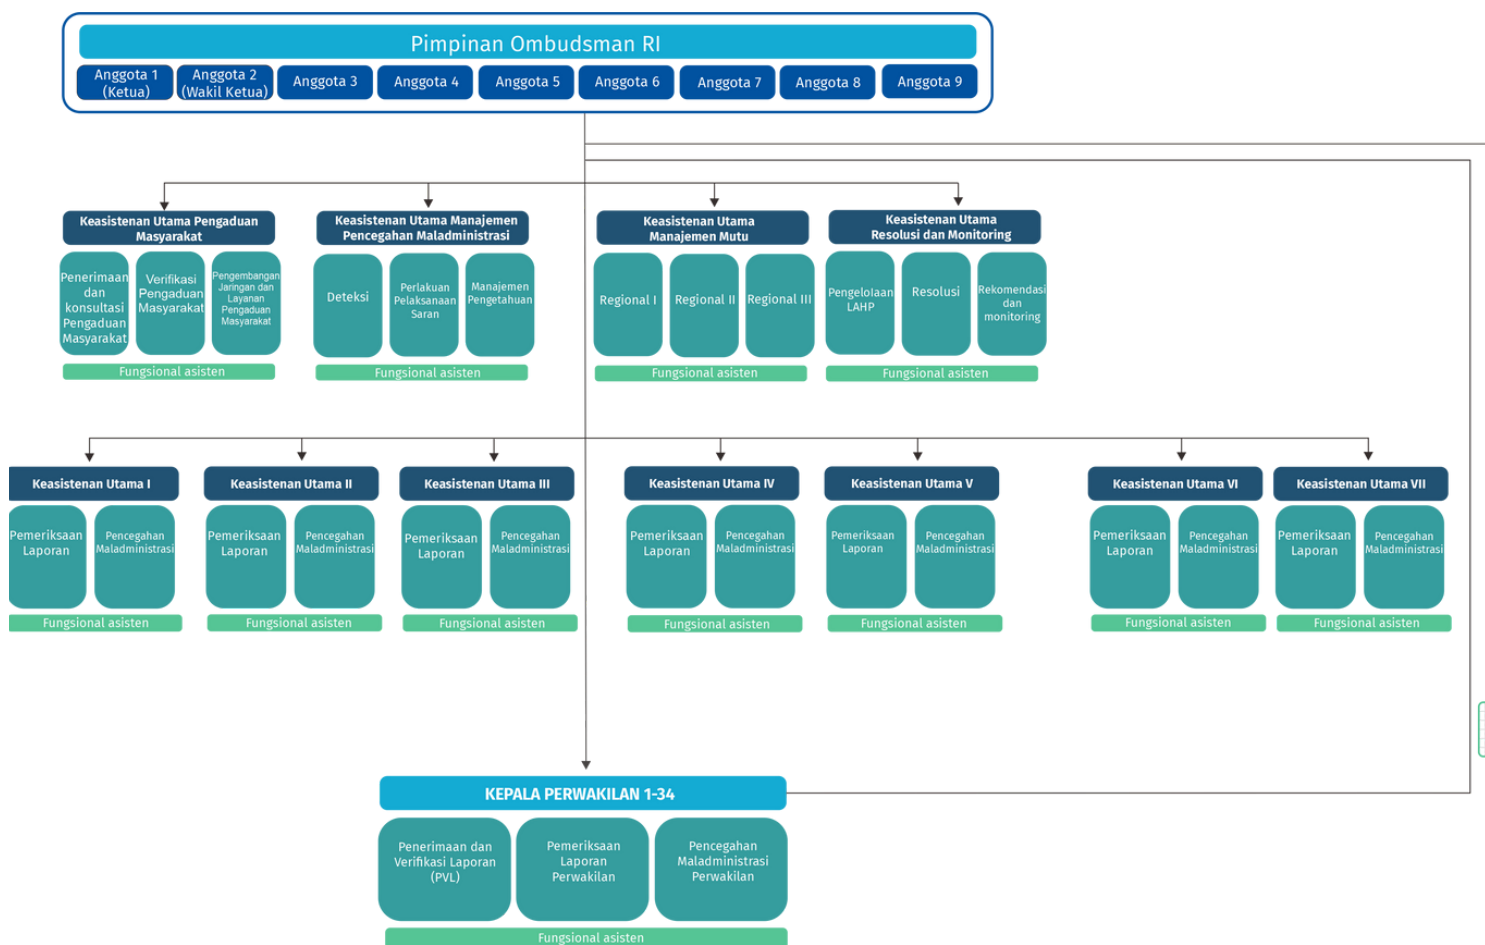 Pimpinan Ombudsman RI
Anggota 1
(Ketua)
Anggota 2
(Wakil Ketua)
Anggota 3
Anggota 4
Anggota 5
Anggota 6
Anggota 7
Anggota 8
Anggota 9
Keasistenan Utama Pengaduan
Masyarakat
Penerimaan
dan
konsultasi
Pengaduan
Masyarakat
Verifikasi
Pengaduan
Masyarakat
Pengembangan
Jaringan dan
Layanan
Pengaduan
Masyarakat
Fungsional asisten
Keasistenan Utama Manajemen
Pencegahan Maladministrasi
Deteksi
Perlakuan
Pelaksanaan
Saran
Manajemen
Pengetahuan
Fungsional asisten
Keasistenan Utama
Manajemen Mutu
Regional I
Regional II
Regional III
Fungsional asisten
Keasistenan Utama
Resolusi dan Monitoring
Pengelolaan
LAHP
Resolusi
Rekomendasi
dan
monitoring
Fungsional asisten
Keasistenan Utama I
Pemeriksaan
Laporan
Pencegahan
Maladministrasi
Fungsional asisten
Keasistenan Utama II
Pemeriksaan
Laporan
Pencegahan
Maladministrasi
Fungsional asisten
Keasistenan Utama III
Pemeriksaan
Laporan
Pencegahan
Maladministrasi
Fungsional asisten
Keasistenan Utama IV
Pemeriksaan
Laporan
Pencegahan
Maladministrasi
Fungsional asisten
Keasistenan Utama V
Pemeriksaan
Laporan
Pencegahan
Maladministrasi
Fungsional asisten
Keasistenan Utama VI
Pemeriksaan
Laporan
Pencegahan
Maladministrasi
Fungsional asisten
Keasistenan Utama VII
Pemeriksaan
Laporan
Pencegahan
Maladministrasi
Fungsional asisten
KEPALA PERWAKILAN 1-34
Penerimaan dan
Verifikasi Laporan
(PVL)
Pemeriksaan
Laporan
Perwakilan
Pencegahan
Maladministrasi
Perwakilan
Fungsional asisten